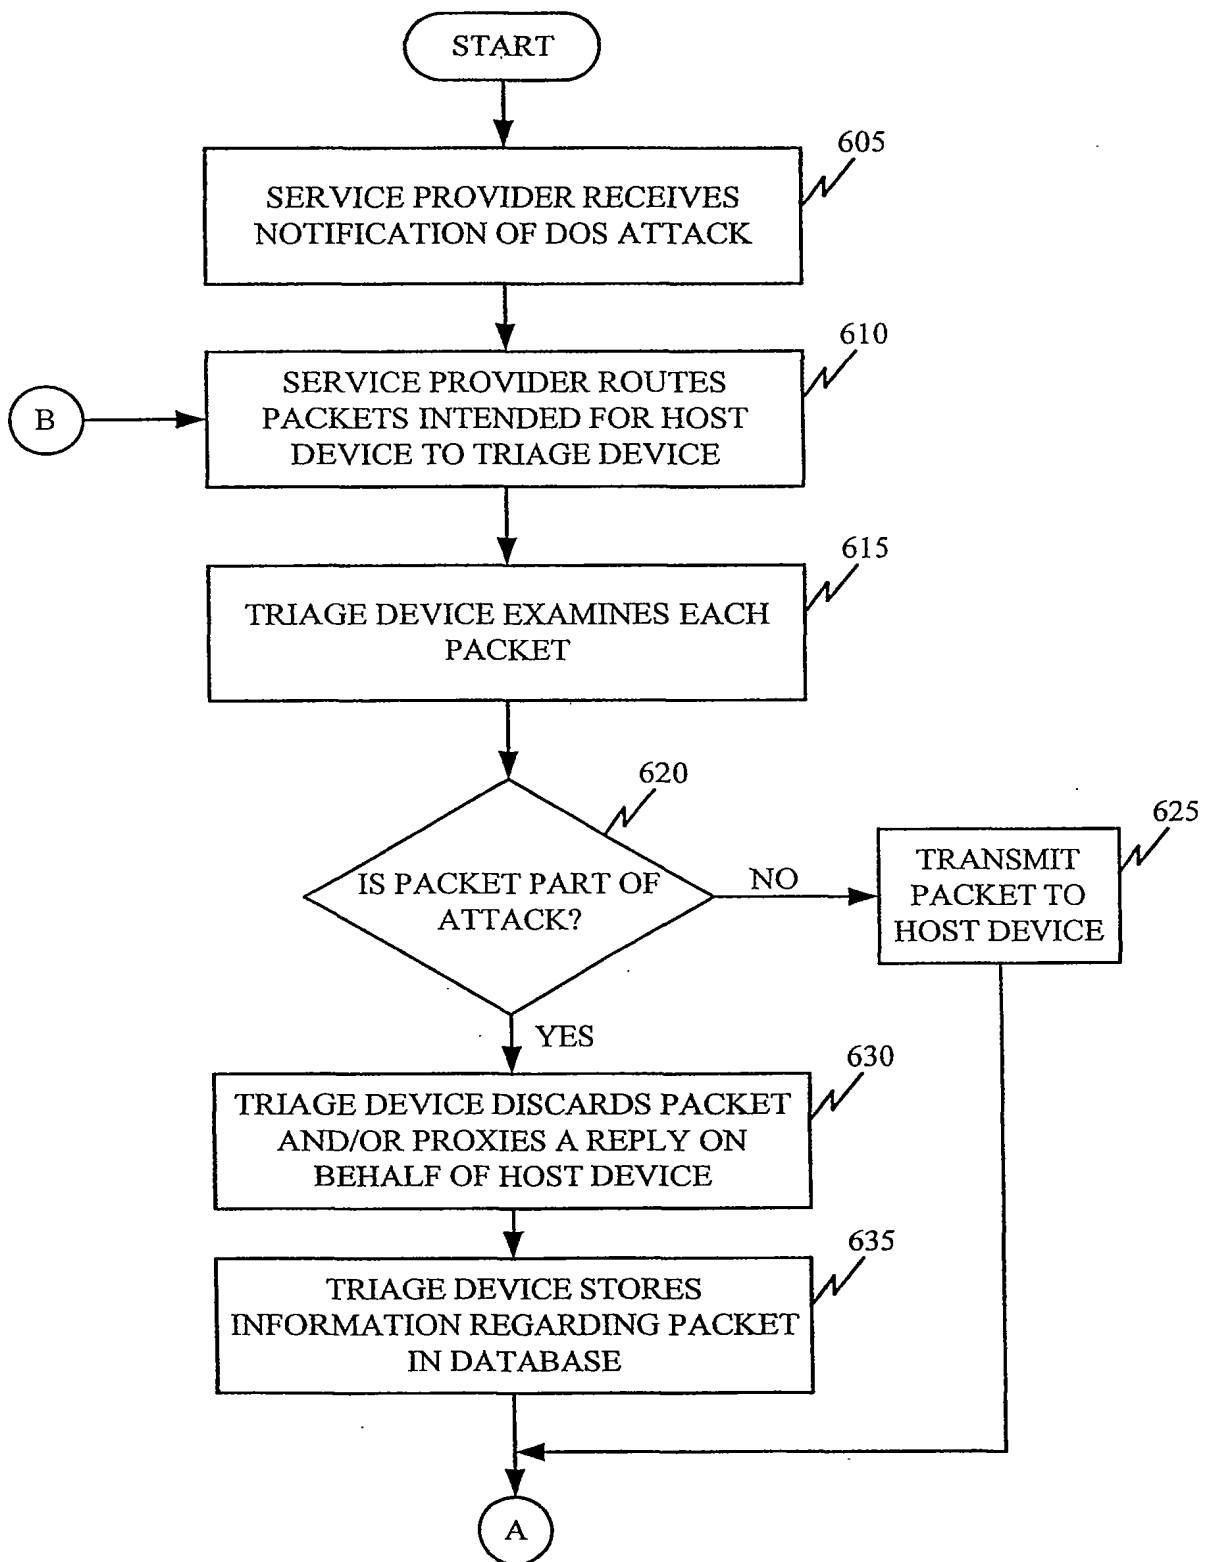 START
605
SERVICE PROVIDER RECEIVES
NOTIFICATION OF DOS ATTACK
610
SERVICE PROVIDER ROUTES
PACKETS INTENDED FOR HOST
DEVICE TO TRIAGE DEVICE
B
615
TRIAGE DEVICE EXAMINES EACH
PACKET
620
IS PACKET PART OF
ATTACK?
NO
625
TRANSMIT
PACKET TO
HOST DEVICE
YES
630
TRIAGE DEVICE DISCARDS PACKET
AND/OR PROXIES A REPLY ON
BEHALF OF HOST DEVICE
635
TRIAGE DEVICE STORES
INFORMATION REGARDING PACKET
IN DATABASE
A